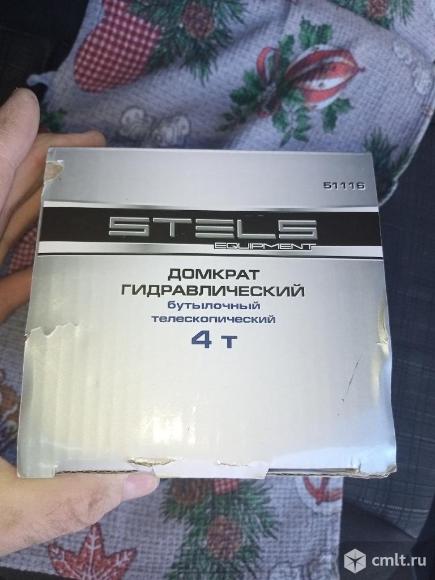 51116
STELS
EQUIPMENT
ДОМКРАТ
ГИДРАВЛИЧЕСКИЙ
бутылочный
телескопический
4 т
cmlt.ru